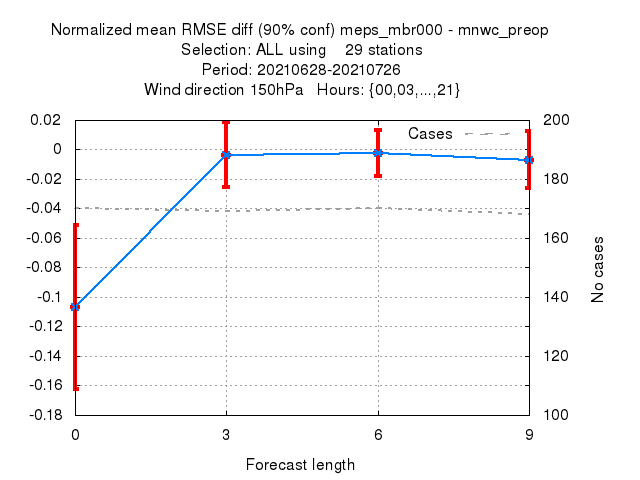 Normalized mean RMSE diff (90% conf) meps_mbr000 - mnwc_preop
Selection: ALL using 29 stations
Period: 20210628-20210726
Wind direction 150hPa Hours: {00,03,...,21}
Cases
0.02
0
-0.02
-0.04
-0.06
-0.08
-0.1
-0.12
-0.14
-0.16
-0.18
200
180
160
140
120
100
No cases
0 3 6 9
Forecast length